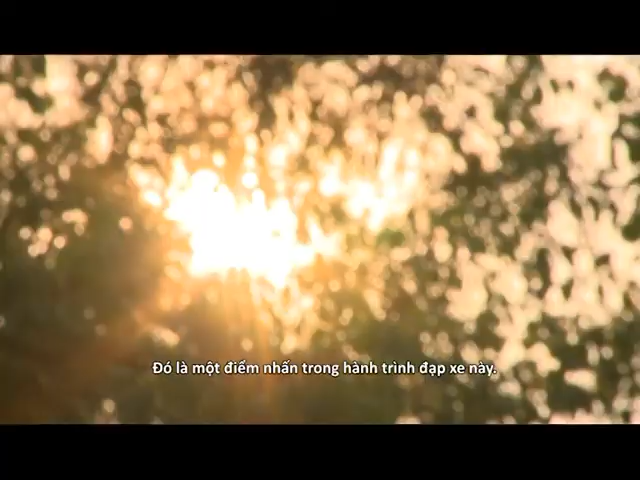 Đó là một điểm nhấn trong hành trình đạp xe này.